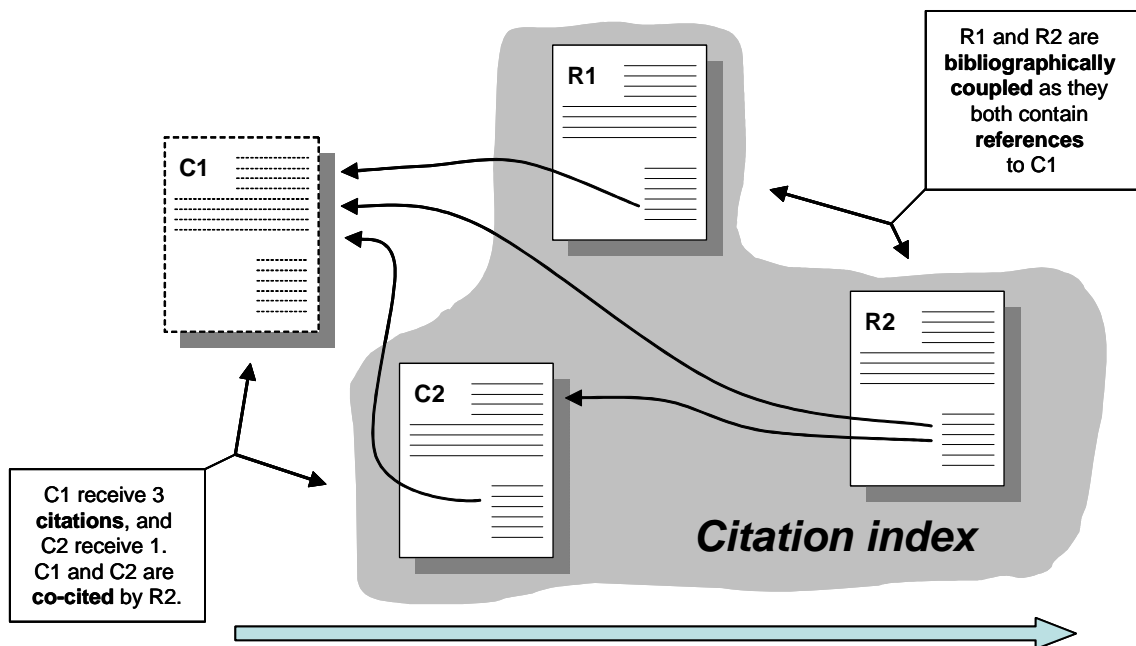 R1
R1 and R2 are
bibliographically
coupled as they
both contain
references
to C1
C1
R2
C2
C1 receive 3
citations, and
C2 receive 1.
C1 and C2 are
co-cited by R2.
Citation index